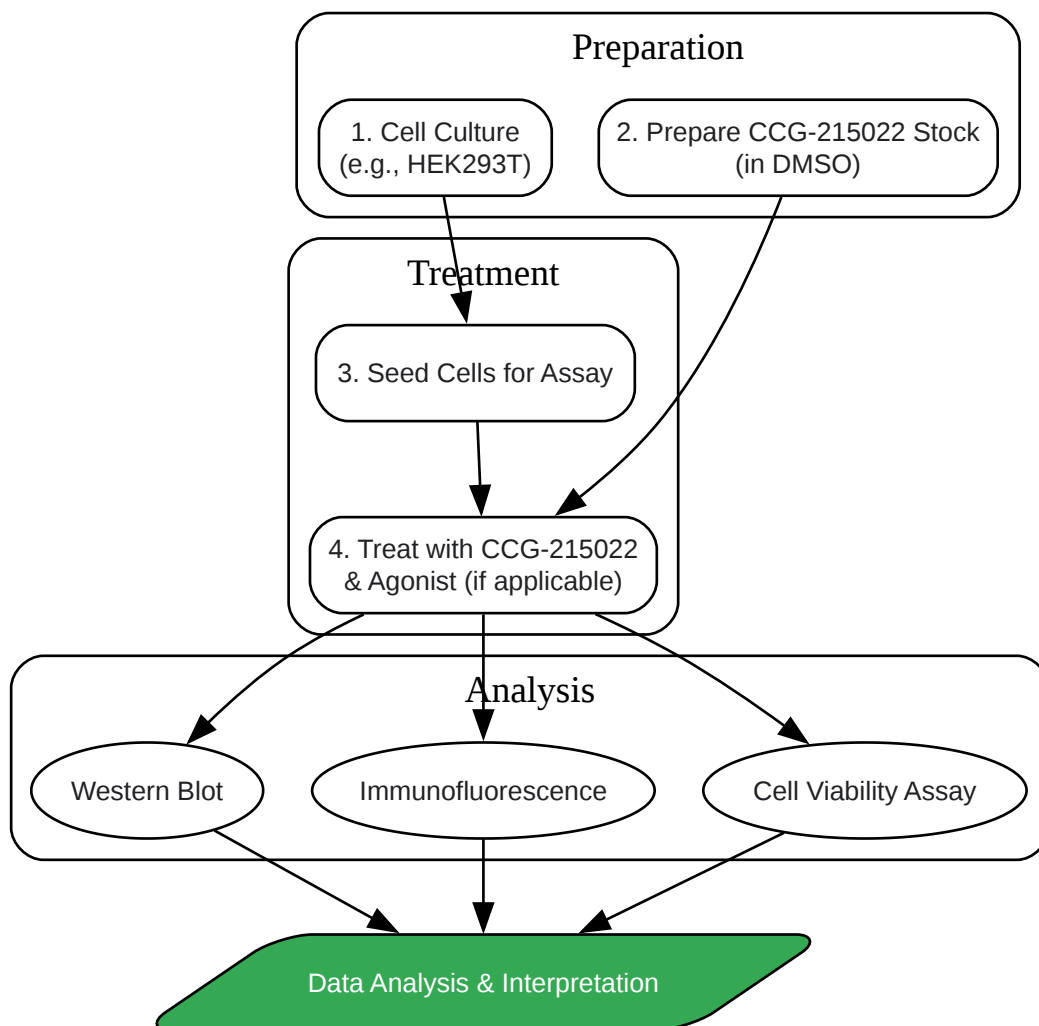 Preparation
1. Cell Culture
(e.g., HEK293T)
2. Prepare CCG-215022 Stock
(in DMSO)
Treatment
3. Seed Cells for Assay
4. Treat with CCG-215022
& Agonist (if applicable)
Analysis
Western Blot
Immunofluorescence
Cell Viability Assay
Data Analysis & Interpretation